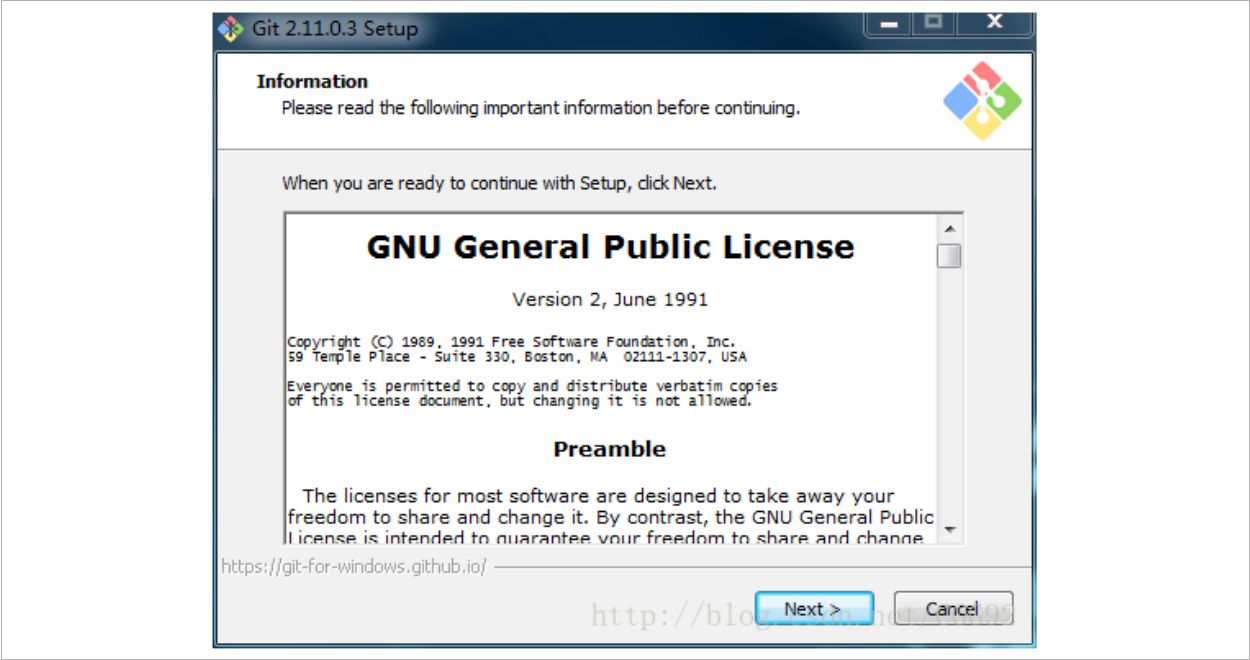 Git 2.11.0.3 Setup
Information
Please read the following important information before continuing.
When you are ready to continue with Setup, click Next.
GNU General Public License
Version 2, June 1991
Copyright (C) 1989, 1991 Free Software Foundation, Inc.
59 Temple Place - Suite 330, Boston, MA  02111-1307, USA
Everyone is permitted to copy and distribute verbatim copies
of this license document, but changing it is not allowed.
Preamble
The licenses for most software are designed to take away your
freedom to share and change it. By contrast, the GNU General Public
License is intended to guarantee your freedom to share and change
https://git-for-windows.github.io/
Next >
Cancel